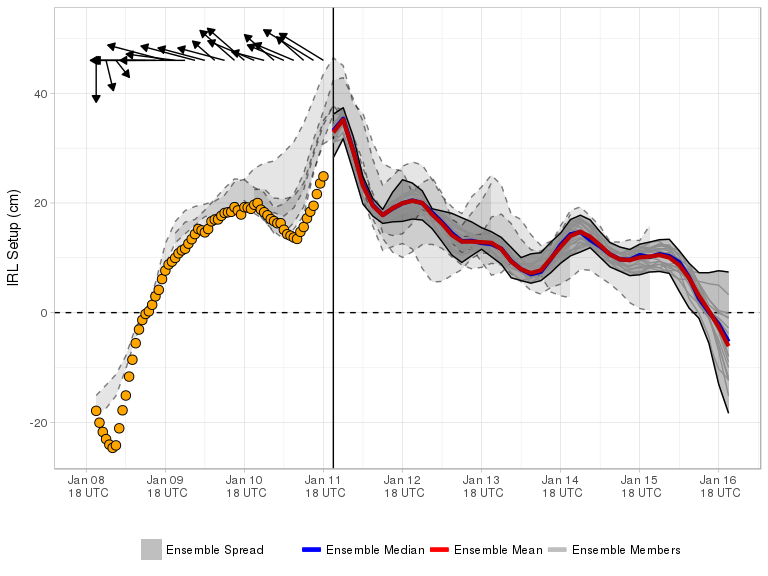 IRL Setup (cm)
40
20
0
-20
Jan 08 Jan 09 Jan 10 Jan 11 Jan 12 Jan 13 Jan 14 Jan 15 Jan 16
18 UTC 18 UTC 18 UTC 18 UTC 18 UTC 18 UTC 18 UTC 18 UTC 18 UTC
Ensemble Spread Ensemble Median Ensemble Mean Ensemble Members